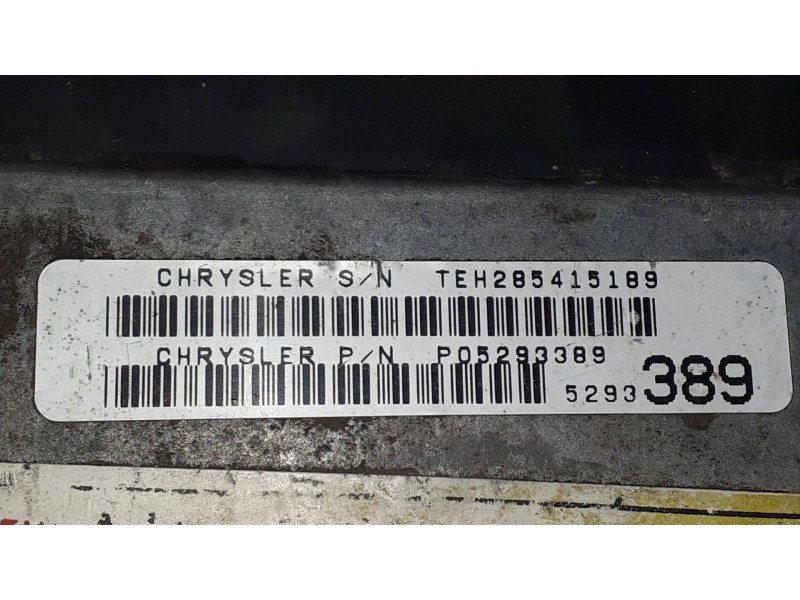 CHRYSLER S/N TEH285415189
CHRYSLER P/N P05293389
5293 389